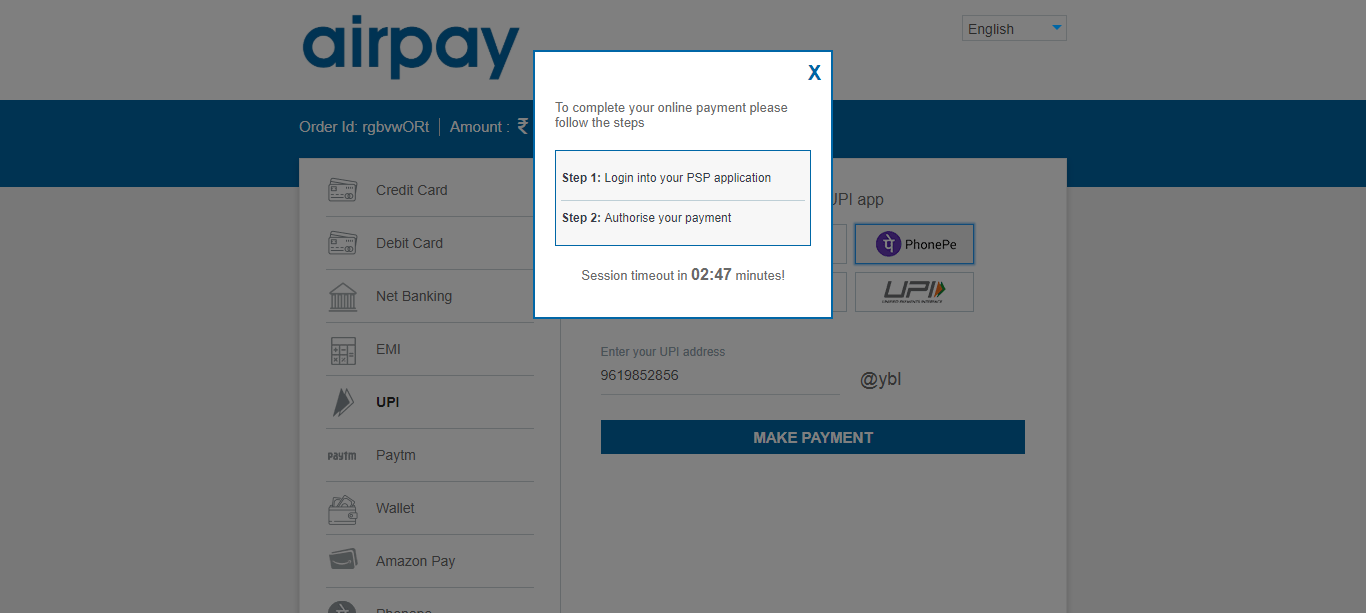 airpay
English
Order Id: rgbvwORt | Amount : ₹
X
To complete your online payment please
follow the steps
Step 1: Login into your PSP application
Step 2: Authorise your payment
Session timeout in 02:47 minutes!
Credit Card
Debit Card
Net Banking
EMI
UPI
Paytm Paytm
Wallet
Amazon Pay
Phonepe
UPI app
पे PhonePe
UPI
UNIFIED PAYMENTS INTERFACE
Enter your UPI address
9619852856
@ybl
MAKE PAYMENT